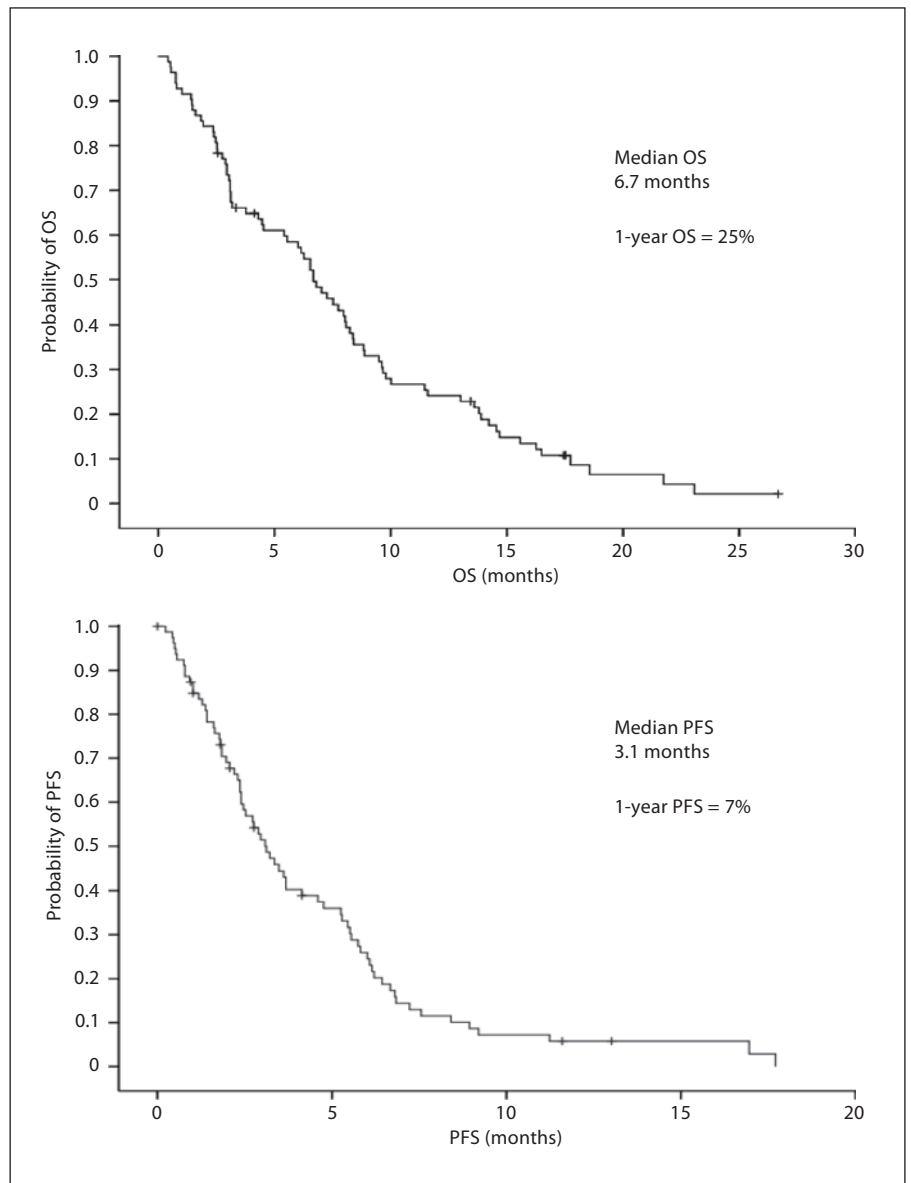 1.0
0.9
0.8
0.7
0.6
0.5
0.4
0.3
0.2
0.1
0
Probability of OS
Median OS
6.7 months
1-year OS = 25%
0 5 10 15 20 25 30
OS (months)
1.0
0.9
0.8
0.7
0.6
0.5
0.4
0.3
0.2
0.1
0
Probability of PFS
Median PFS
3.1 months
1-year PFS = 7%
0 5 10 15 20
PFS (months)